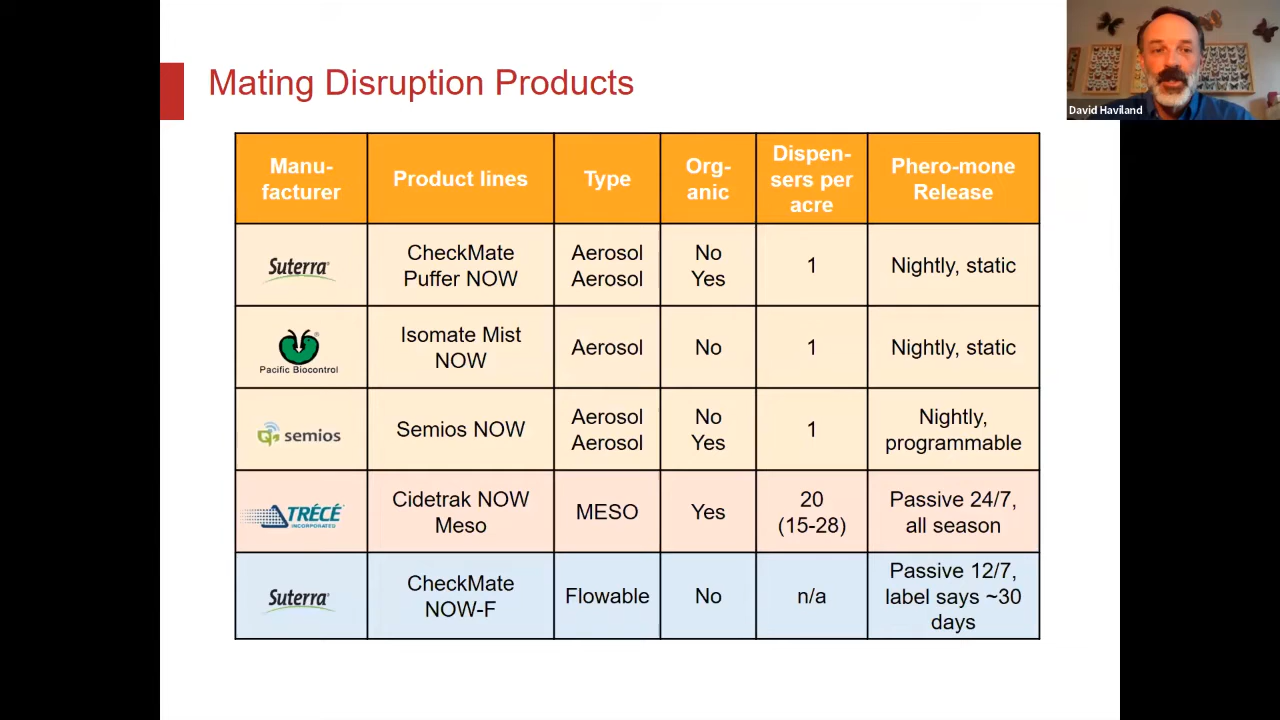 Mating Disruption Products
David Haviland
Manu-
facturer
Product lines
Type
Org-
anic
Dispen-
sers per
acre
Phero-mone
Release
Suterra
CheckMate
Puffer NOW
Aerosol
Aerosol
No
Yes
1
Nightly, static
Pacific Biocontrol
Isomate Mist
NOW
Aerosol
No
1
Nightly, static
semios
Semios NOW
Aerosol
Aerosol
No
Yes
1
Nightly,
programmable
TRÉCÉ
INCORPORATED
Cidetrak NOW
Meso
MESO
Yes
20
(15-28)
Passive 24/7,
all season
Suterra
CheckMate
NOW-F
Flowable
No
n/a
Passive 12/7,
label says ~30
days